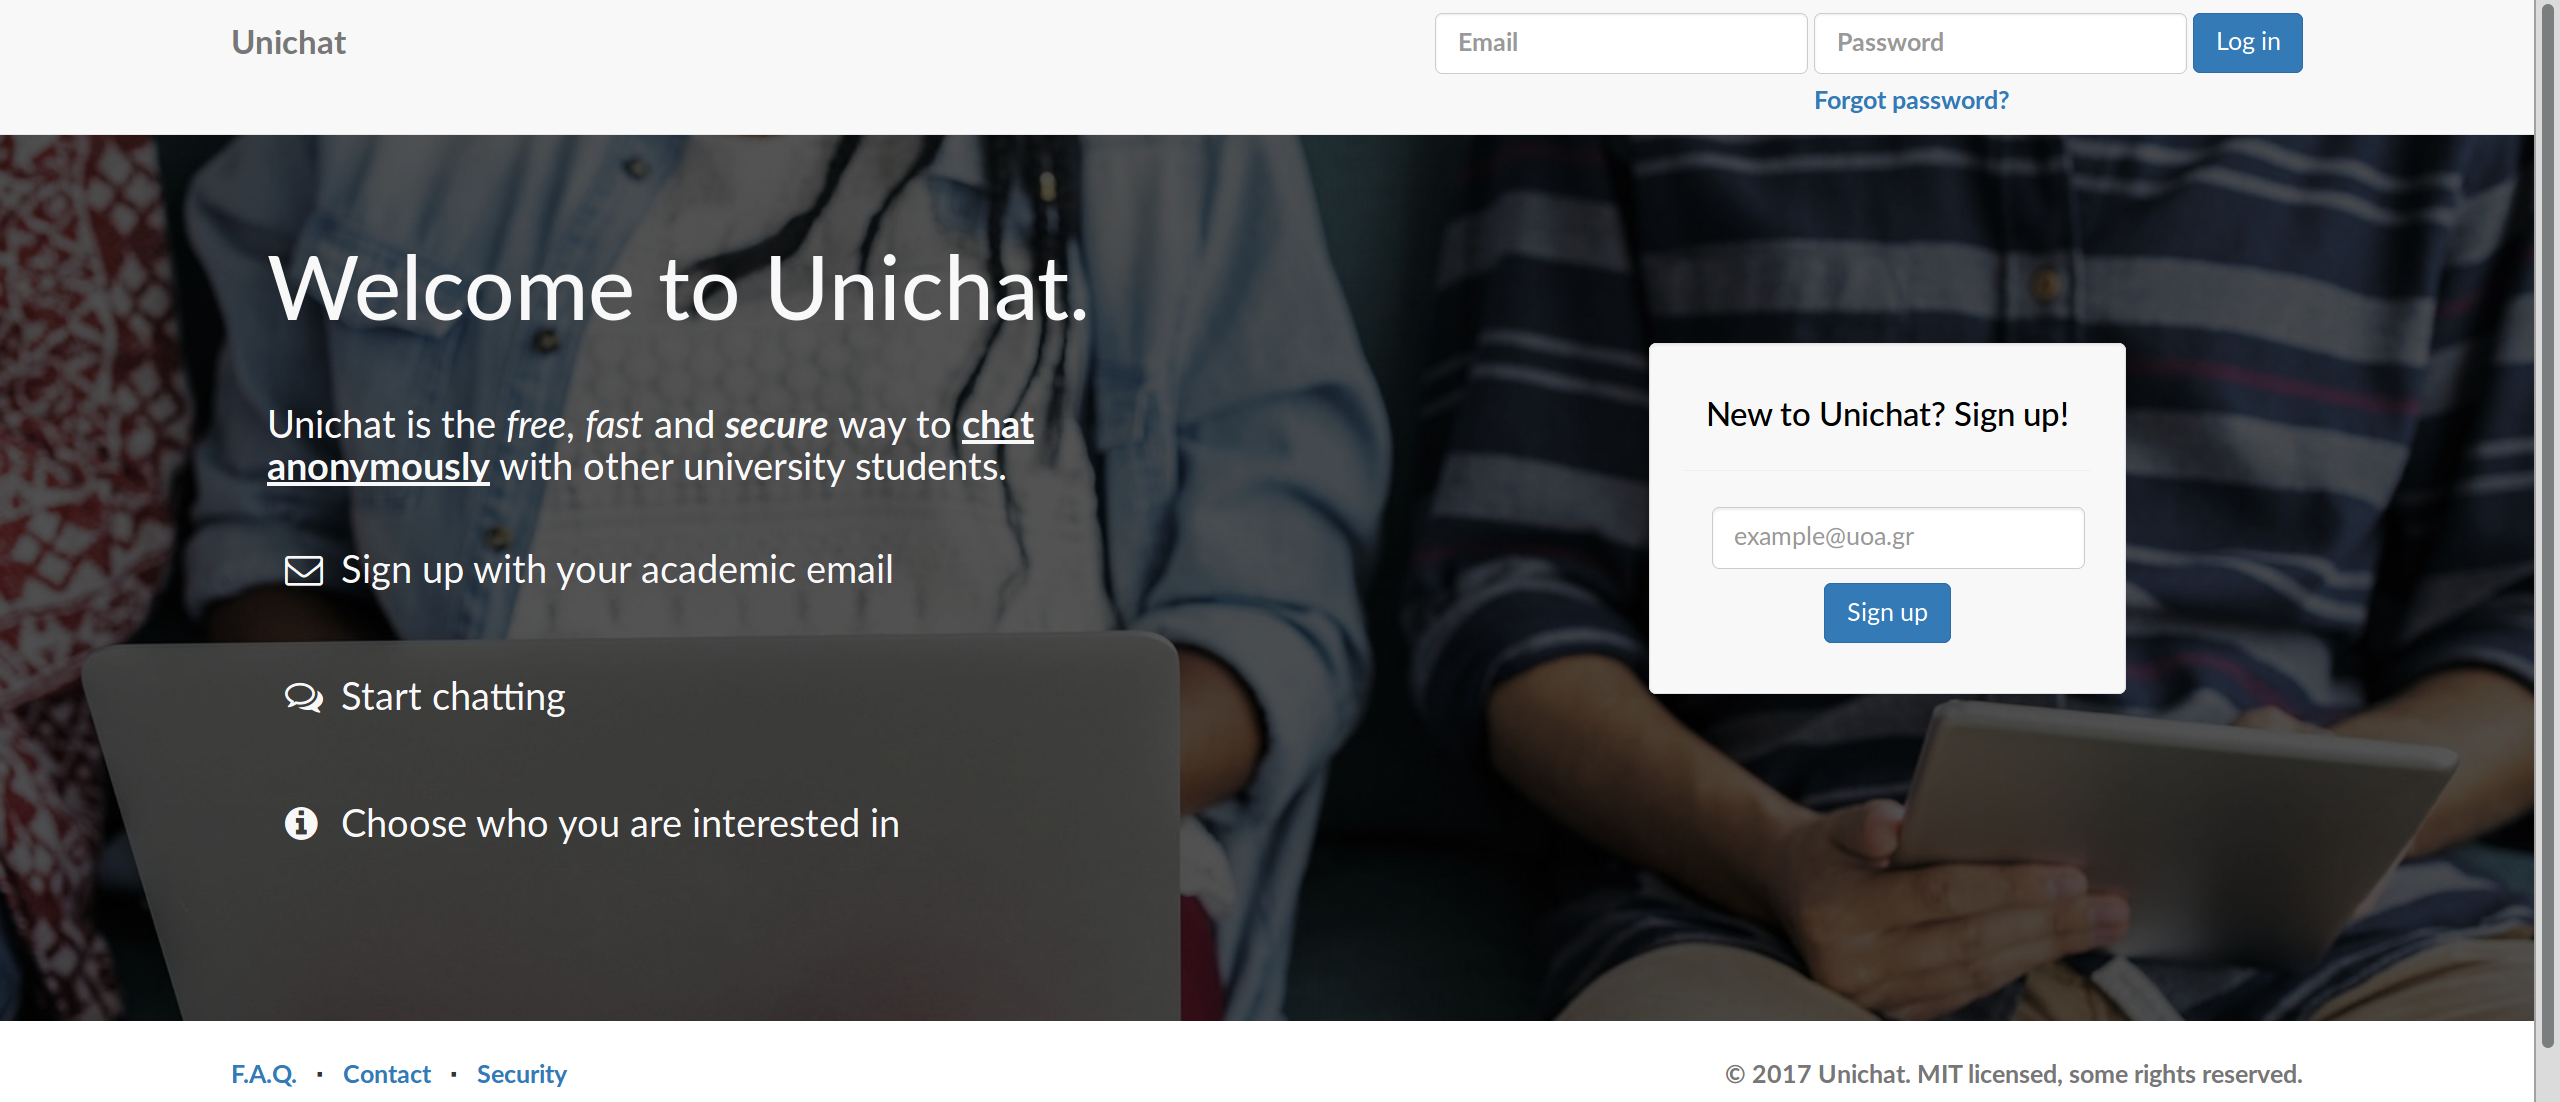 Unichat
Email
Password
Log in
Forgot password?
Welcome to Unichat.
Unichat is the free, fast and secure way to chat
anonymously with other university students.
Sign up with your academic email
Start chatting
Choose who you are interested in
New to Unichat? Sign up!
example@uoa.gr
Sign up
F.A.Q. · Contact · Security
© 2017 Unichat. MIT licensed, some rights reserved.